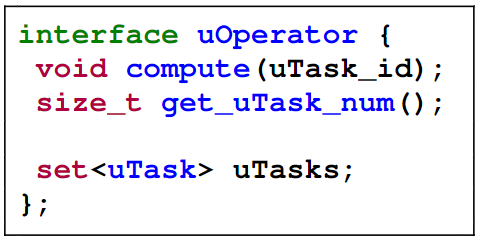 interface uOperator {
void compute(uTask_id);
size_t get_uTask_num();
set<uTask> uTasks;
};